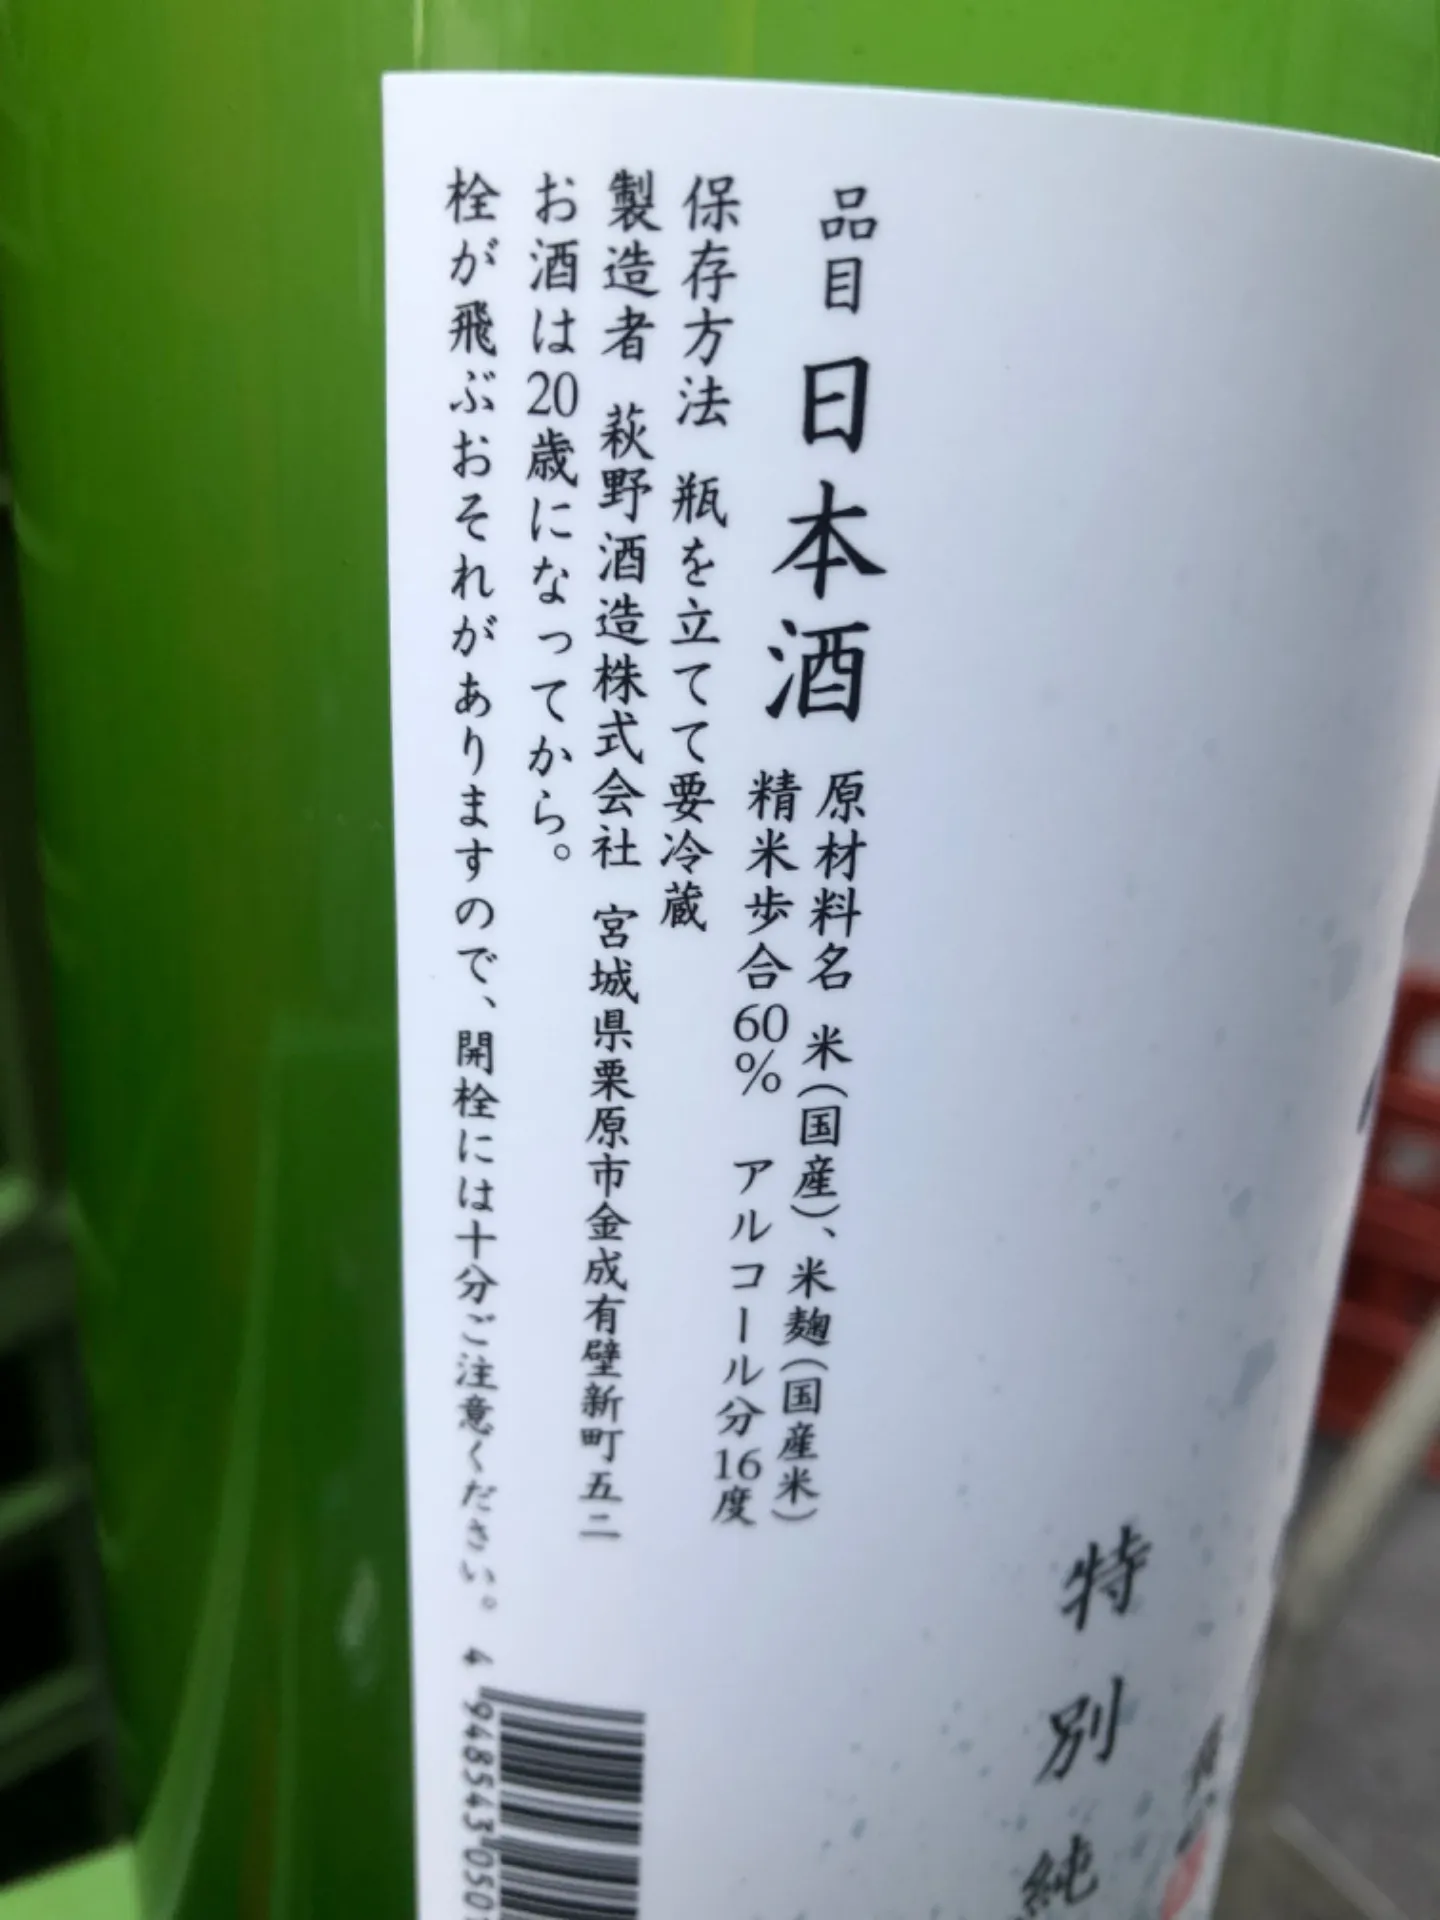 品目 日本酒
原材料名 米(国産)、米麹(国産米)
精米歩合60% アルコール分16度
保存方法 瓶を立てて要冷蔵
製造者 萩野酒造株式会社 宮城県栗原市金成有壁新町五二
お酒は20歳になってから。
栓が飛ぶおそれがありますので、開栓には十分ご注意ください。
特別純
4 948543 050